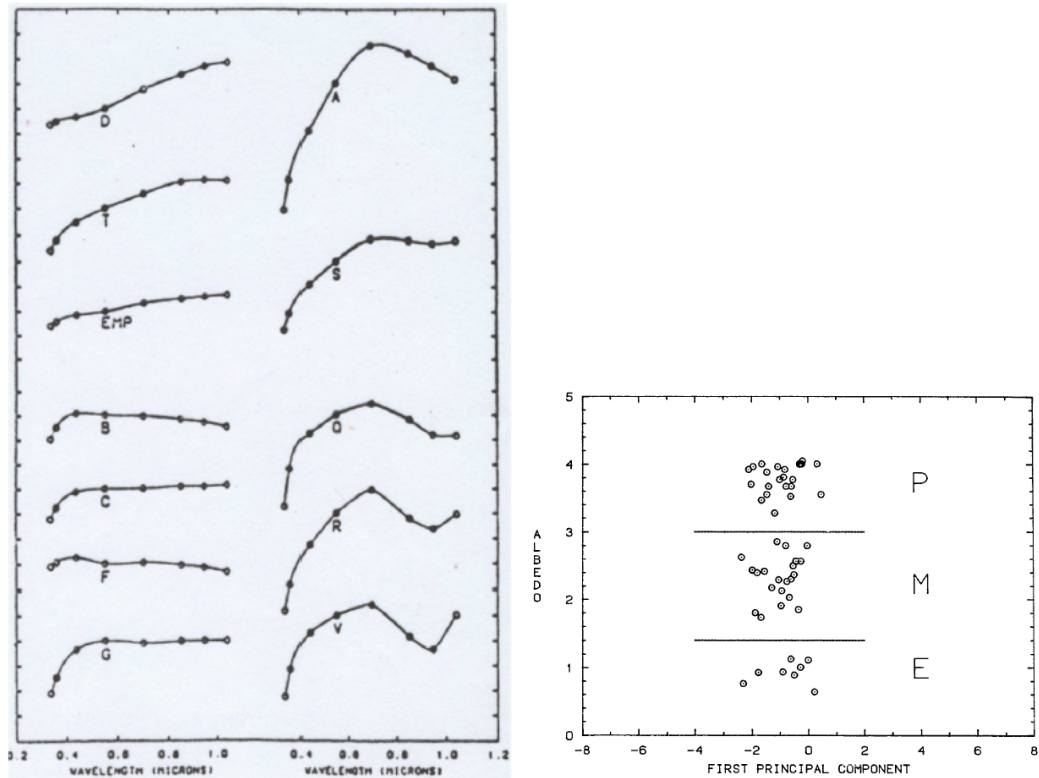 D
T
EMP
B
C
F
G
0.2 0.4 0.6 0.8 1.0
WAVELENGTH (MICRONS)
A
S
Q
R
V
0.4 0.6 0.8 1.0 1.2
WAVELENGTH (MICRONS)
5
4
3
2
1
0
ALBEDO
P
M
E
-8 -6 -4 -2 0 2 4 6 8
FIRST PRINCIPAL COMPONENT